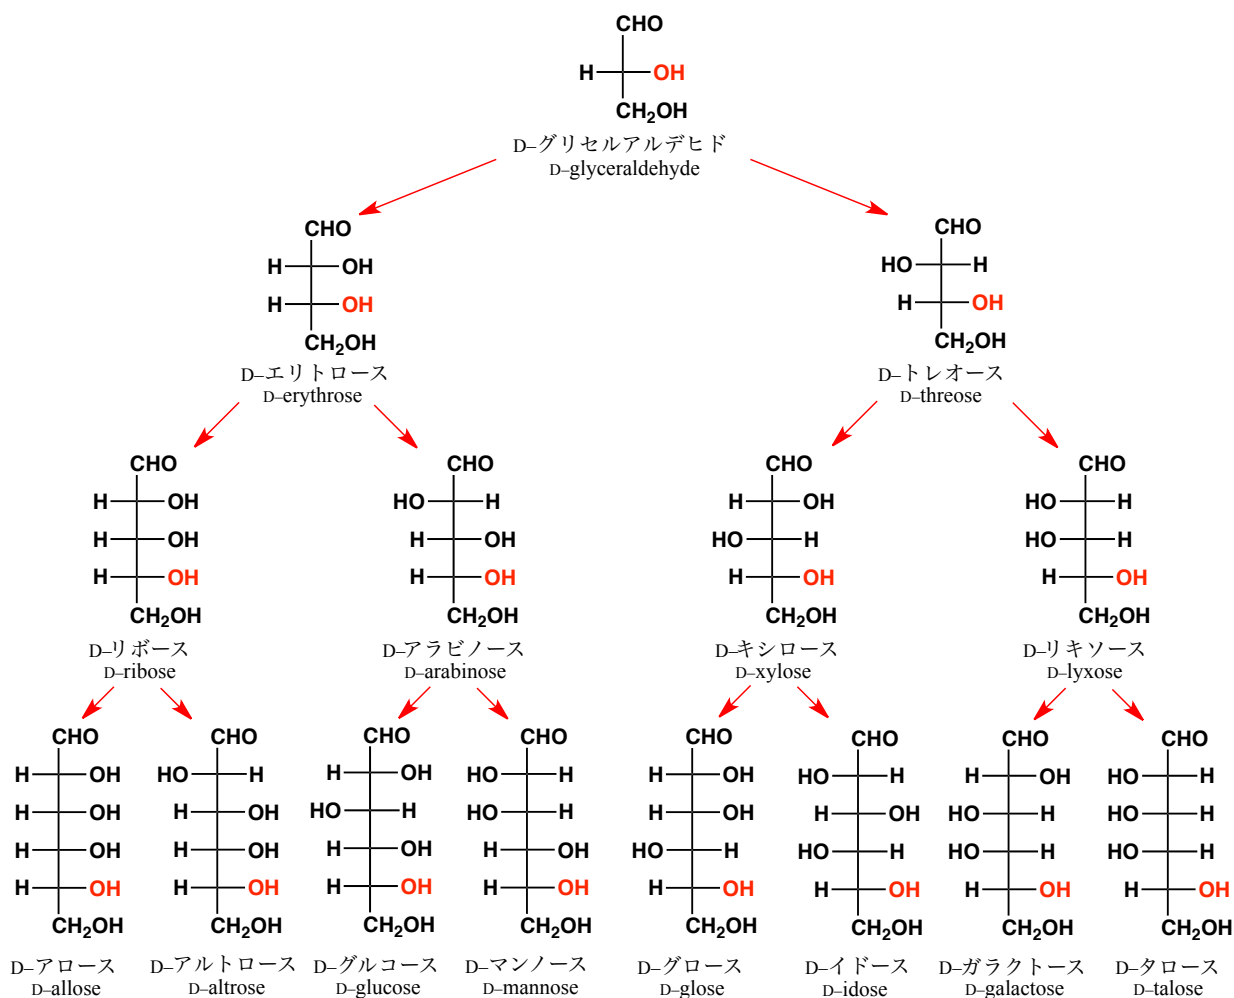 CHO
H OH
CH2OH
D–グリセルアルデヒド
D–glyceraldehyde
CHO CHO
H OH HO H
H OH H OH
CH2OH CH2OH
D–エリトロース D–トレオース
D–erythrose D–threose
CHO CHO CHO CHO
H OH HO H H OH HO H
H OH H OH HO H HO H
H OH H OH H OH H OH
CH2OH CH2OH CH2OH CH2OH
D–リボース D–アラビノース D–キシロース D–リキソース
D–ribose D–arabinose D–xylose D–lyxose
CHO CHO CHO CHO CHO CHO CHO CHO
H OH HO H H OH HO H H OH HO H H OH HO H
H OH H OH HO H HO H H OH H OH HO H HO H
H OH H OH H OH H OH HO H HO H HO H HO H
H OH H OH H OH H OH H OH H OH H OH H OH
CH2OH CH2OH CH2OH CH2OH CH2OH CH2OH CH2OH CH2OH
D–アロース D–アルトロース D–グルコース D–マンノース D–グロース D–イドース D–ガラクトース D–タロース
D–allose D–altrose D–glucose D–mannose D–glose D–idose D–galactose D–talose